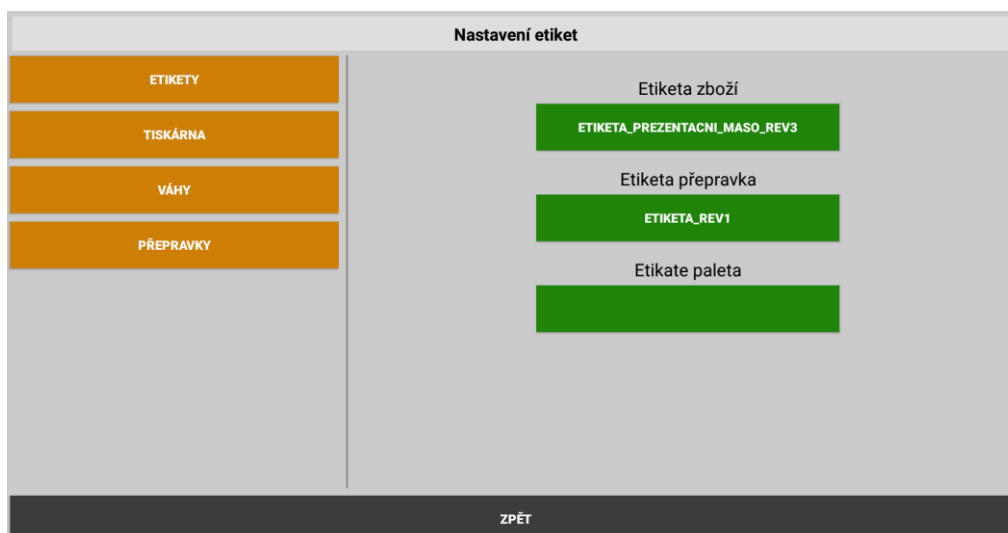 Nastavení etiket
ETIKETY
TISKÁRNA
VÁHY
PŘEPRAVKY
Etiketa zboží
ETIKETA_PREZENTACNI_MASO_REV3
Etiketa přepravka
ETIKETA_REV1
Etikate paleta
ZPĚT